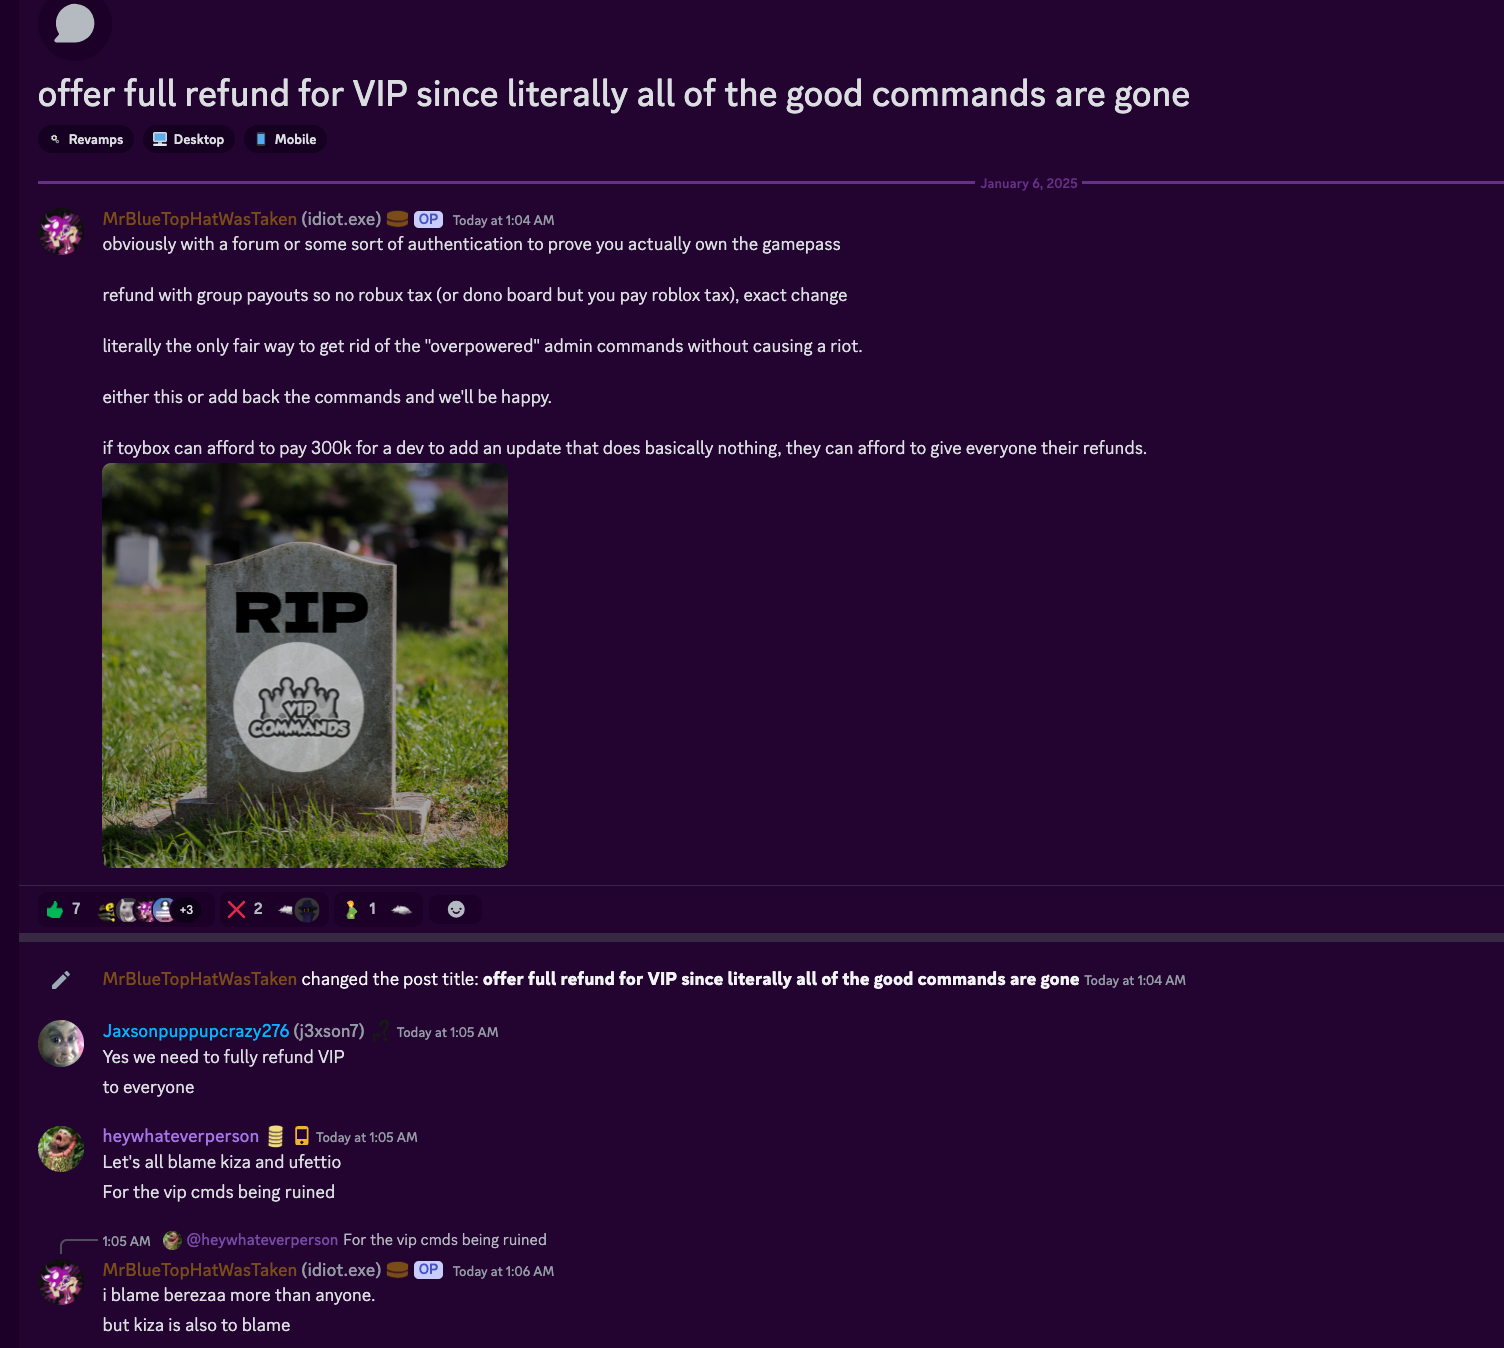 offer full refund for VIP since literally all of the good commands are gone
Revamps Desktop Mobile
January 6, 2025
MrBlueTopHatWasTaken (idiot.exe) OP Today at 1:04 AM
obviously with a forum or some sort of authentication to prove you actually own the gamepass
refund with group payouts so no robux tax (or dono board but you pay roblox tax), exact change
literally the only fair way to get rid of the "overpowered" admin commands without causing a riot.
either this or add back the commands and we'll be happy.
if toybox can afford to pay 300k for a dev to add an update that does basically nothing, they can afford to give everyone their refunds.
RIP
VIP
COMMANDS
7 +3 2 1
MrBlueTopHatWasTaken changed the post title: offer full refund for VIP since literally all of the good commands are gone Today at 1:04 AM
Jaxsonpuppupcrazy276 (j3xson7) Today at 1:05 AM
Yes we need to fully refund VIP
to everyone
heywhateverperson Today at 1:05 AM
Let's all blame kiza and ufettio
For the vip cmds being ruined
1:05 AM @heywhateverperson For the vip cmds being ruined
MrBlueTopHatWasTaken (idiot.exe) OP Today at 1:06 AM
i blame berezaa more than anyone.
but kiza is also to blame